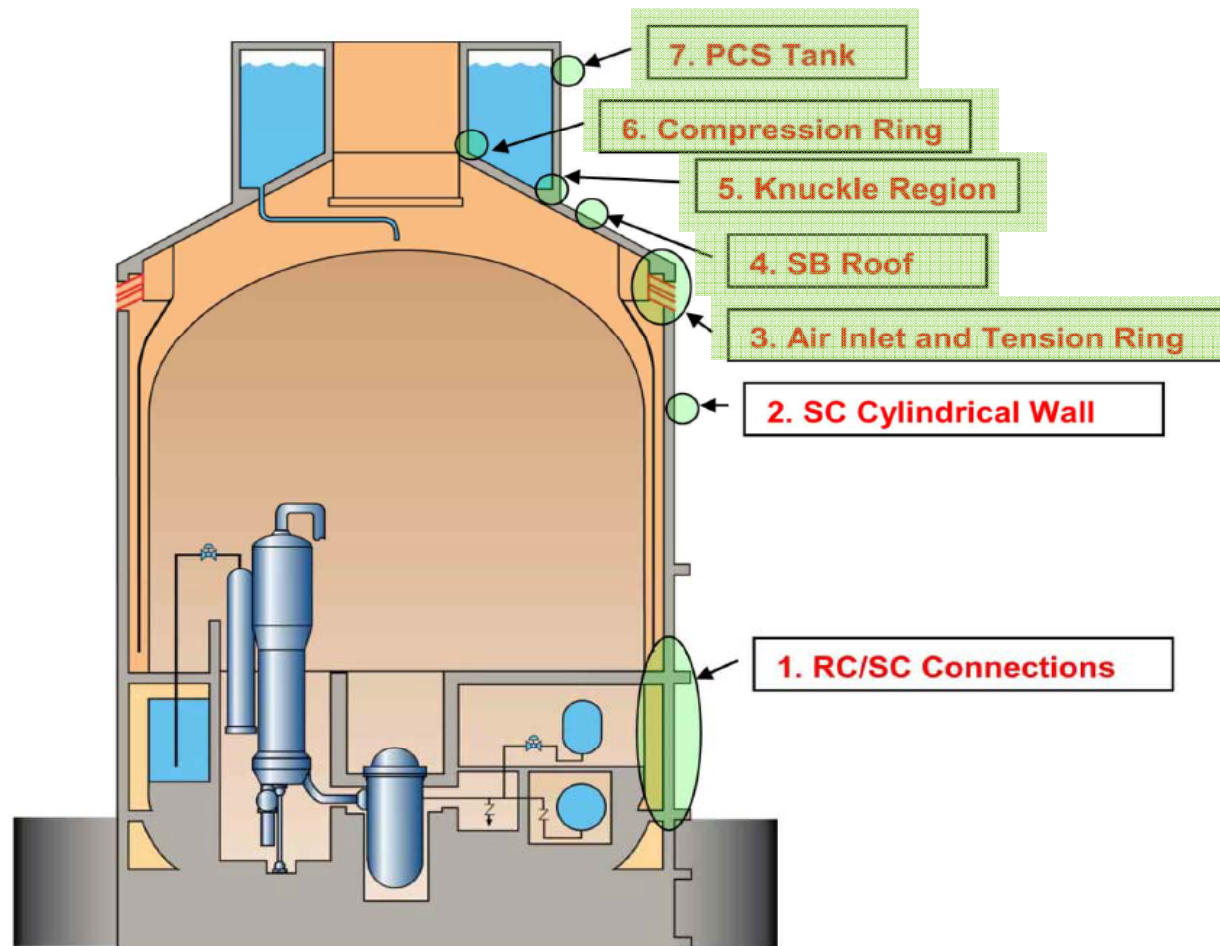 7. PCS Tank
6. Compression Ring
5. Knuckle Region
4. SB Roof
3. Air Inlet and Tension Ring
2. SC Cylindrical Wall
1. RC/SC Connections